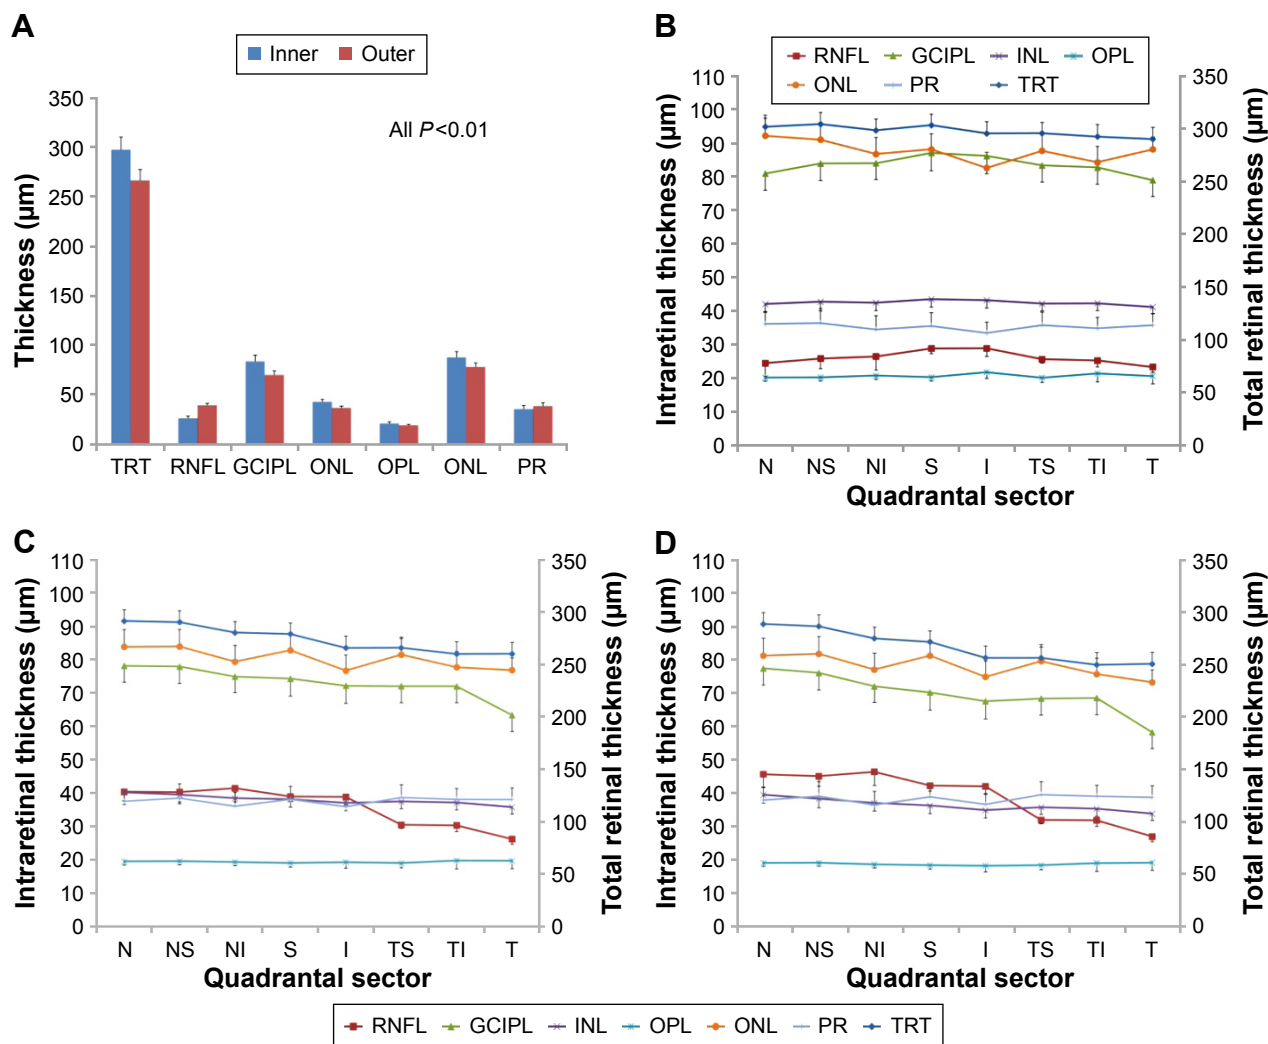 A
Inner Outer
350
300
250
200
150
100
50
0
Thickness (µm)
All P<0.01
TRT RNFL GCIPL ONL OPL ONL PR
B
RNFL GCIPL INL OPL
ONL PR TRT
110
100
90
80
70
60
50
40
30
20
10
0
Intraretinal thickness (µm)
350
300
250
200
150
100
50
0
Total retinal thickness (µm)
N NS NI S I TS TI T
Quadrantal sector
C
110
100
90
80
70
60
50
40
30
20
10
0
Intraretinal thickness (µm)
350
300
250
200
150
100
50
0
Total retinal thickness (µm)
N NS NI S I TS TI T
Quadrantal sector
D
110
100
90
80
70
60
50
40
30
20
10
0
Intraretinal thickness (µm)
350
300
250
200
150
100
50
0
Total retinal thickness (µm)
N NS NI S I TS TI T
Quadrantal sector
RNFL GCIPL INL OPL ONL PR TRT